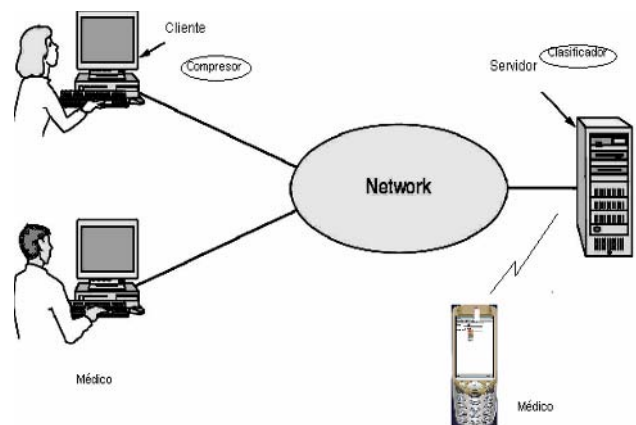 Cliente
Compresor
Clasificador
Servidor
Network
Médico
Médico